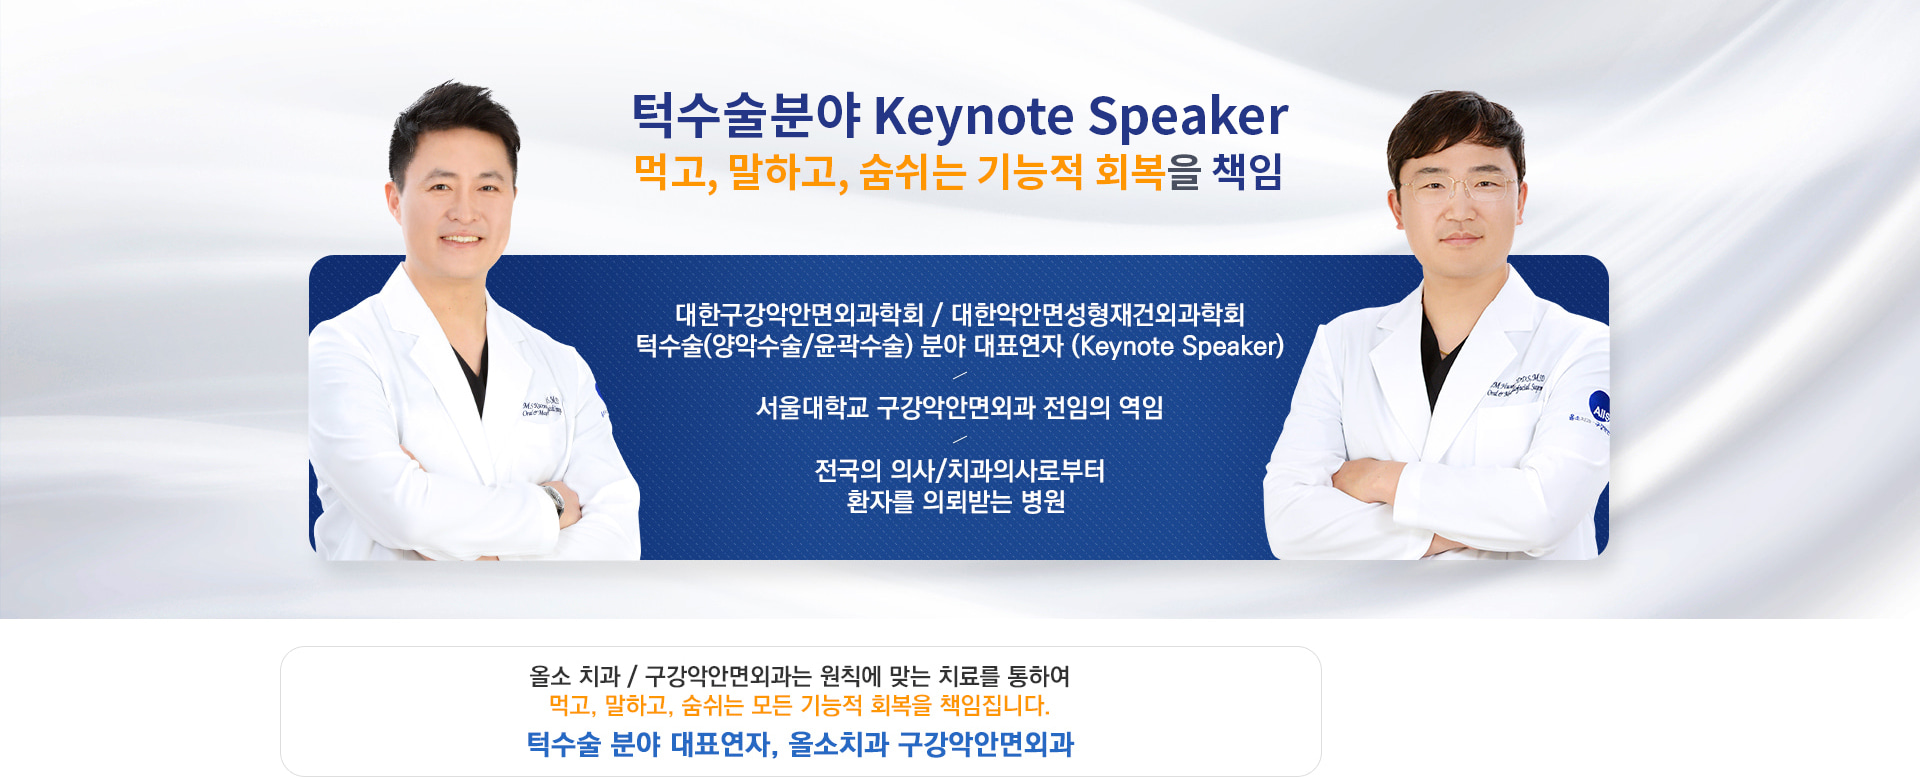 턱수술분야 Keynote Speaker
먹고, 말하고, 숨쉬는 기능적 회복을 책임
대한구강악안면외과학회 / 대한악안면성형재건외과학회
턱수술(양악수술/윤곽수술) 분야 대표연자 (Keynote Speaker)
서울대학교 구강악안면외과 전임의 역임
전국의 의사/치과의사로부터
환자를 의뢰받는 병원
올소 치과 / 구강악안면외과는 원칙에 맞는 치료를 통하여
먹고, 말하고, 숨쉬는 모든 기능적 회복을 책임집니다.
턱수술 분야 대표연자, 올소치과 구강악안면외과